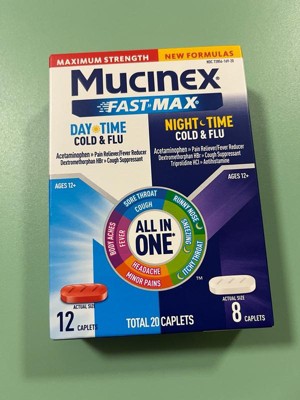 MAXIMUM STRENGTH NEW FORMULAS
Mucinex®
FAST-MAX®
DAY TIME
COLD & FLU
Acetaminophen • Pain Reliever/Fever Reducer
Dextromethorphan HBr • Cough Suppressant
NIGHT TIME
COLD & FLU
Acetaminophen • Pain Reliever/Fever Reducer
Dextromethorphan HBr • Cough Suppressant
Triprolidine HCl • Antihistamine
AGES 12+
AGES 12+
SORE THROAT
COUGH
RUNNY NOSE
SNEEZING
ITCHY THROAT
BODY ACHES
FEVER
HEADACHE
MINOR PAINS
ALL IN
ONE
TM
ACTUAL SIZE
12 CAPLETS
TOTAL 20 CAPLETS
ACTUAL SIZE
8 CAPLETS